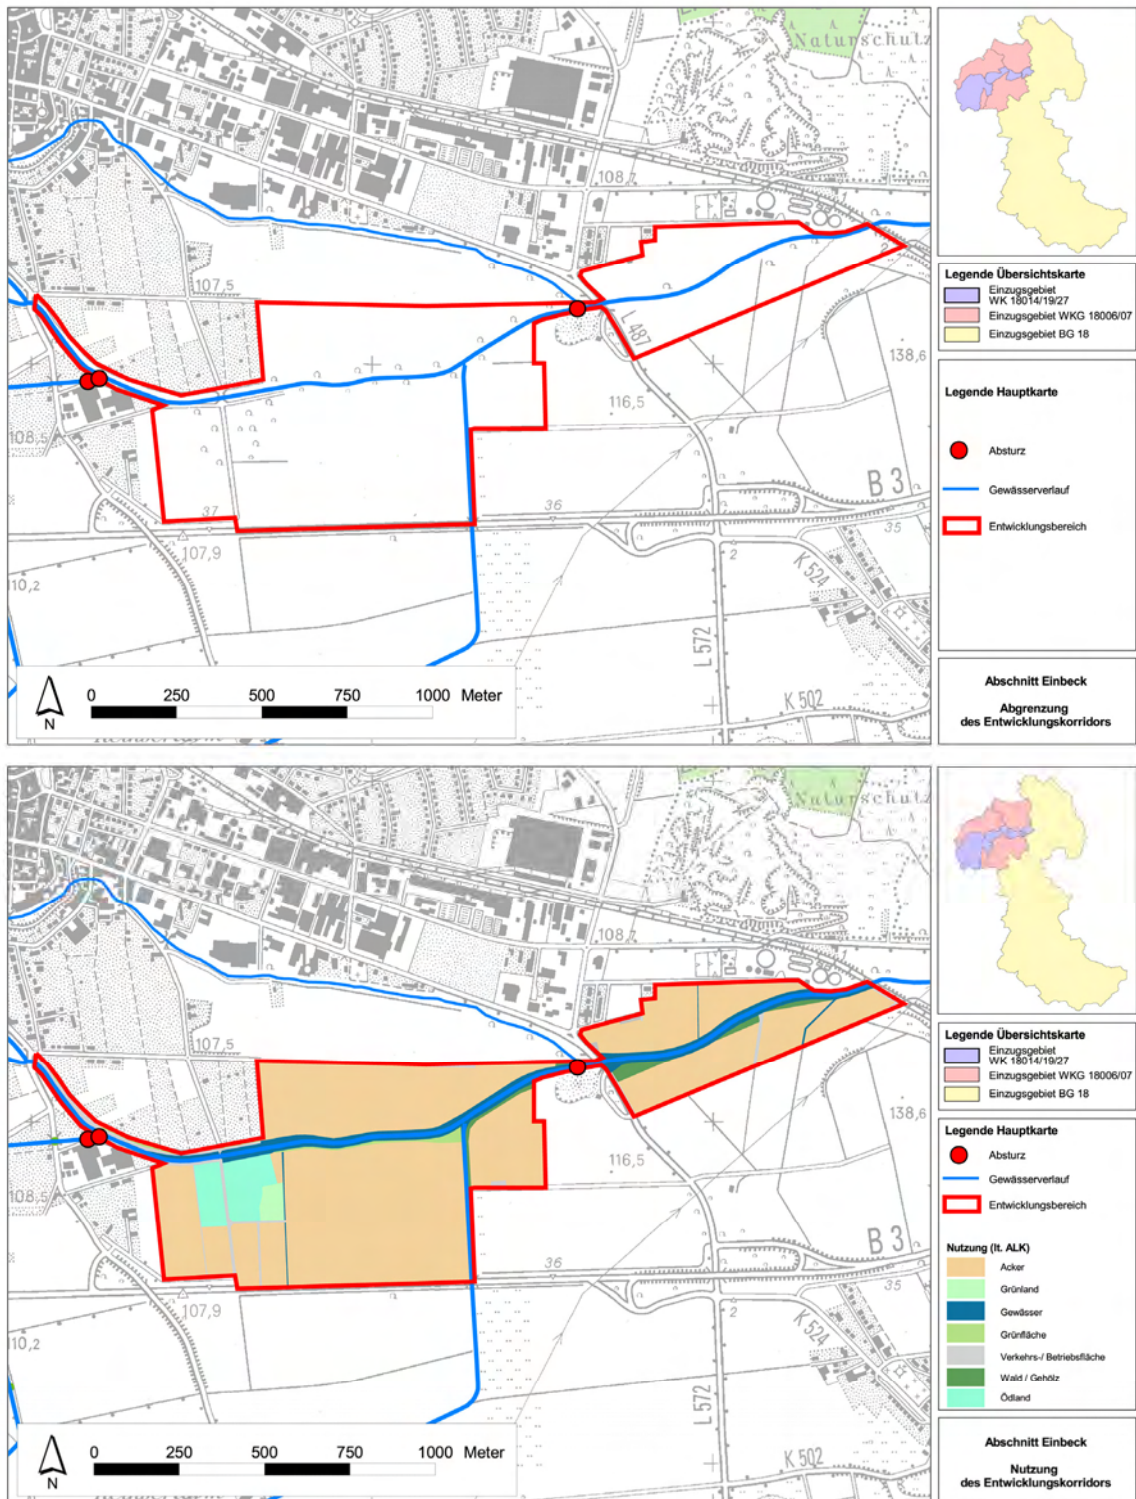 Naturschutz
108,7
107,5
L 487
138,6
116,5
108,5
B 3
37
36
35
107,9
2
110,2
K 524
L 572
K 502
0 250 500 750 1000 Meter
N
Legende Übersichtskarte
Einzugsgebiet
WK 18014/19/27
Einzugsgebiet WKG 18006/07
Einzugsgebiet BG 18
Legende Hauptkarte
Absturz
Gewässerverlauf
Entwicklungsbereich
Abschnitt Einbeck
Abgrenzung
des Entwicklungskorridors
Naturschutz
108,7
107,5
138,6
116,5
108,5
B 3
36
35
107,9
2
10,2
K 524
L 572
K 502
0 250 500 750 1000 Meter
N
Legende Übersichtskarte
Einzugsgebiet
WK 18014/19/27
Einzugsgebiet WKG 18006/07
Einzugsgebiet BG 18
Legende Hauptkarte
Absturz
Gewässerverlauf
Entwicklungsbereich
Nutzung (lt. ALK)
Acker
Grünland
Gewässer
Grünfläche
Verkehrs-/ Betriebsfläche
Wald / Gehölz
Ödland
Abschnitt Einbeck
Nutzung
des Entwicklungskorridors